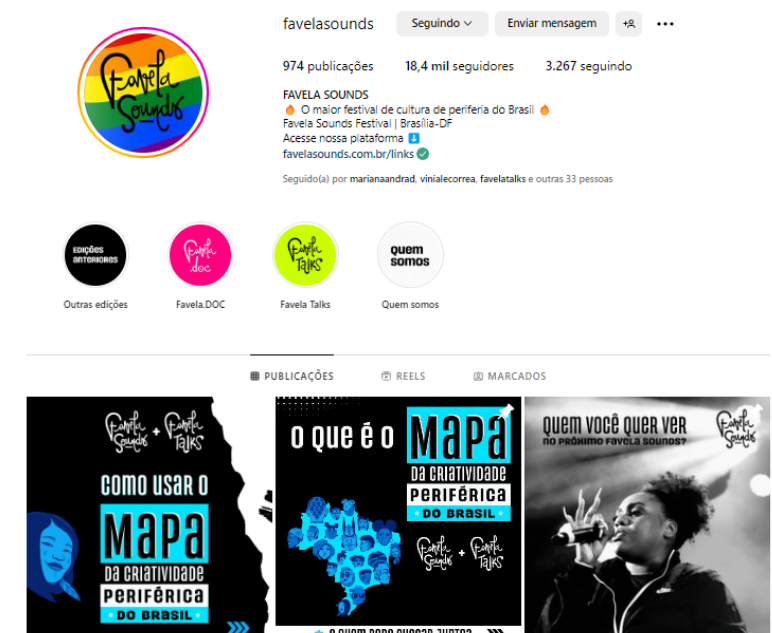 favelasounds Seguindo Enviar mensagem
974 publicações 18,4 mil seguidores 3.267 seguindo
FAVELA SOUNDS
🔥 O maior festival de cultura de periferia do Brasil 🔥
Favela Sounds Festival | Brasília-DF
Acesse nossa plataforma ⬇️
favelasounds.com.br/links
Seguido(a) por marianaandrad, vinialecorrea, favelatalks e outras 33 pessoas
Favela
Sounds
EDIÇÕES
ANTERIORES
Favela
.doc
Favela
Talks
quem
somos
Outras edições Favela.DOC Favela Talks Quem somos
PUBLICAÇÕES REELS MARCADOS
Favela Sounds + Favela Talks
COMO USAR O
MAPA
DA CRIATIVIDADE
PERIFÉRICA
DO BRASIL
O QUE É O MAPA
DA CRIATIVIDADE
PERIFÉRICA
DO BRASIL
Favela Sounds + Favela Talks
QUEM VOCÊ QUER VER
NO PRÓXIMO FAVELA SOUNDS?
Favela
Sounds